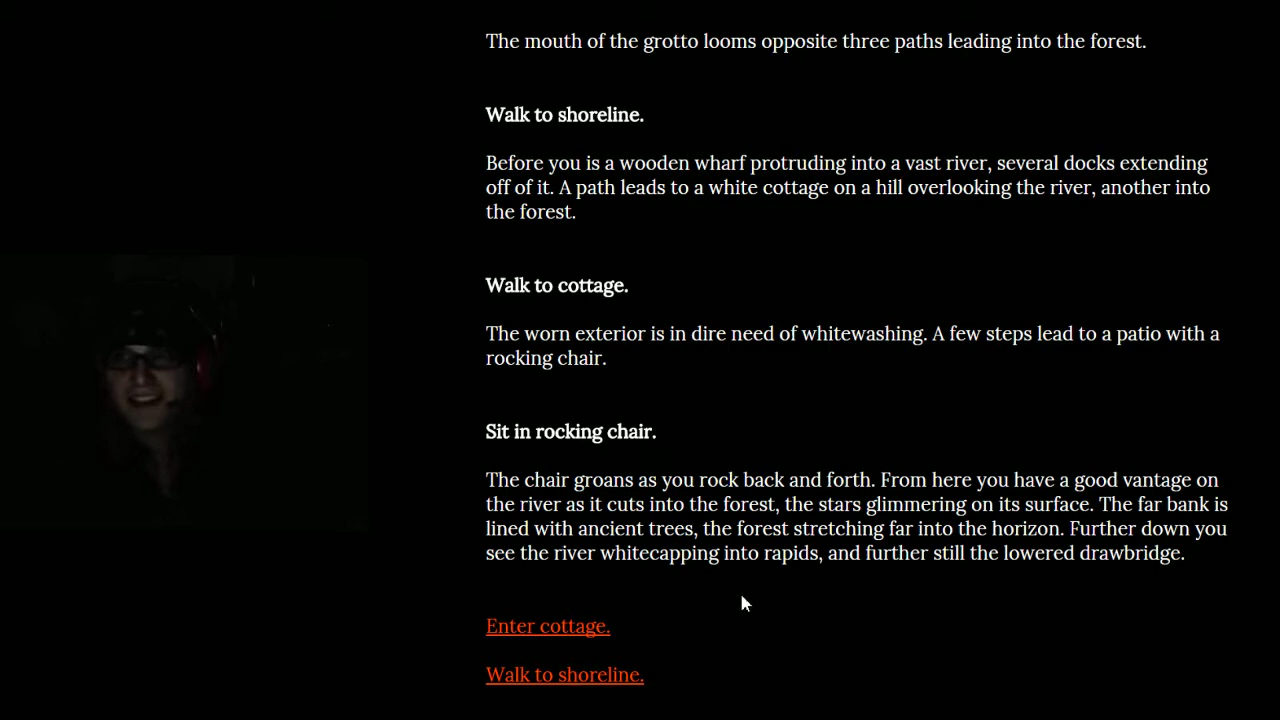 The mouth of the grotto looms opposite three paths leading into the forest.
Walk to shoreline.
Before you is a wooden wharf protruding into a vast river, several docks extending
off of it. A path leads to a white cottage on a hill overlooking the river, another into
the forest.
Walk to cottage.
The worn exterior is in dire need of whitewashing. A few steps lead to a patio with a
rocking chair.
Sit in rocking chair.
The chair groans as you rock back and forth. From here you have a good vantage on
the river as it cuts into the forest, the stars glimmering on its surface. The far bank is
lined with ancient trees, the forest stretching far into the horizon. Further down you
see the river whitecapping into rapids, and further still the lowered drawbridge.
Enter cottage.
Walk to shoreline.